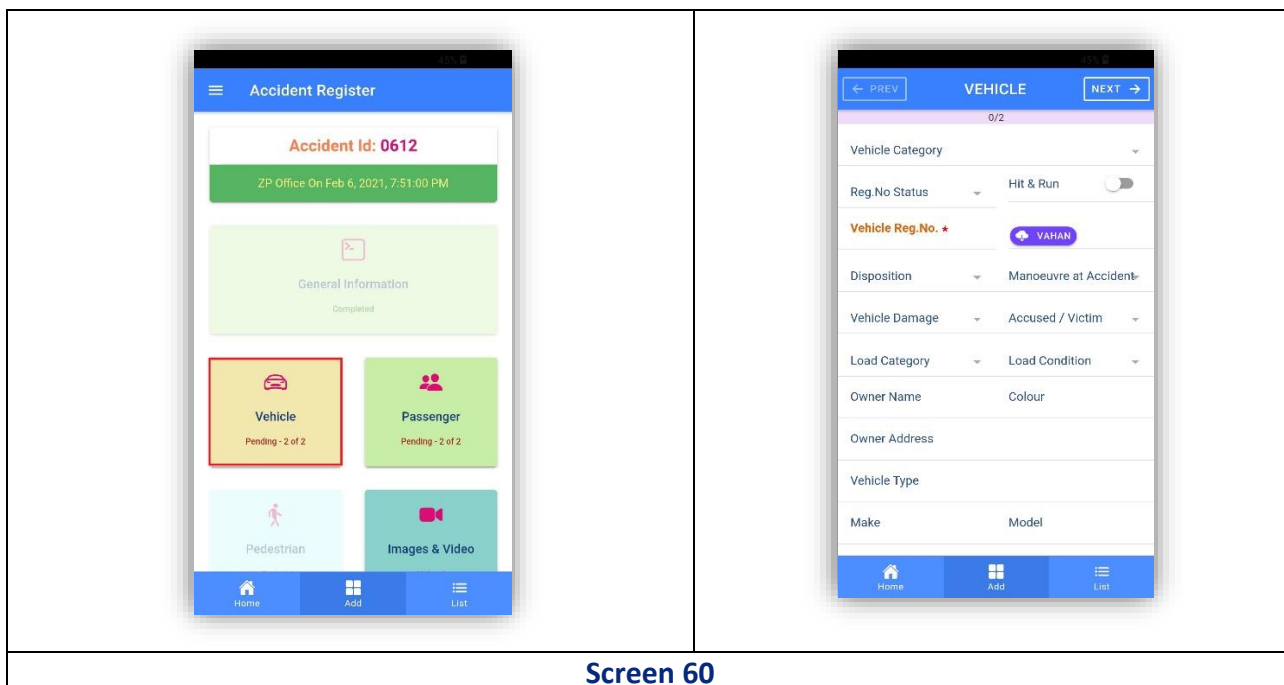 45%
Accident Register
Accident Id: 0612
ZP Office On Feb 6, 2021, 7:51:00 PM
General Information
Completed
Vehicle
Pending - 2 of 2
Passenger
Pending - 2 of 2
Pedestrian
Images & Video
Home
Add
List
45%
← PREV
VEHICLE
NEXT →
0/2
Vehicle Category
Reg.No Status
Hit & Run
Vehicle Reg.No. *
VAHAN
Disposition
Manoeuvre at Accident
Vehicle Damage
Accused / Victim
Load Category
Load Condition
Owner Name
Colour
Owner Address
Vehicle Type
Make
Model
Home
Add
List
Screen 60